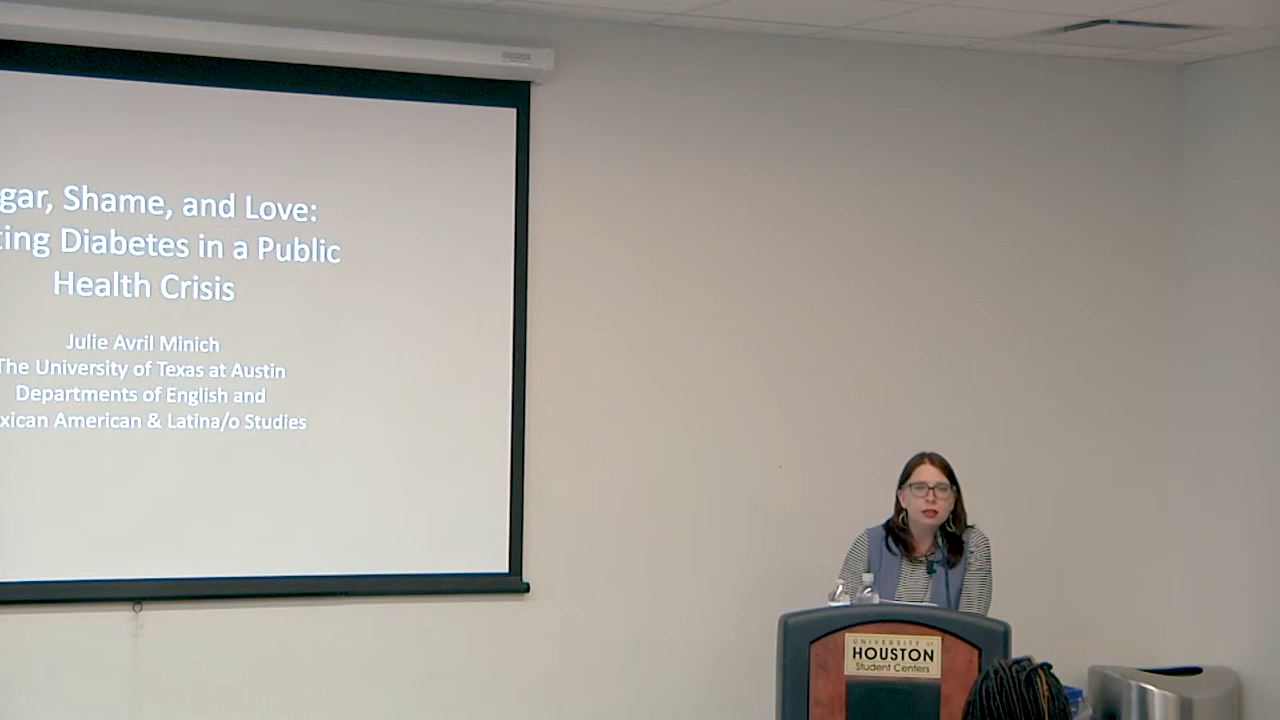 gar, Shame, and Love:
ting Diabetes in a Public
Health Crisis
Julie Avril Minich
The University of Texas at Austin
Departments of English and
xican American & Latina/o Studies
UNIVERSITY of
HOUSTON
Student Centers